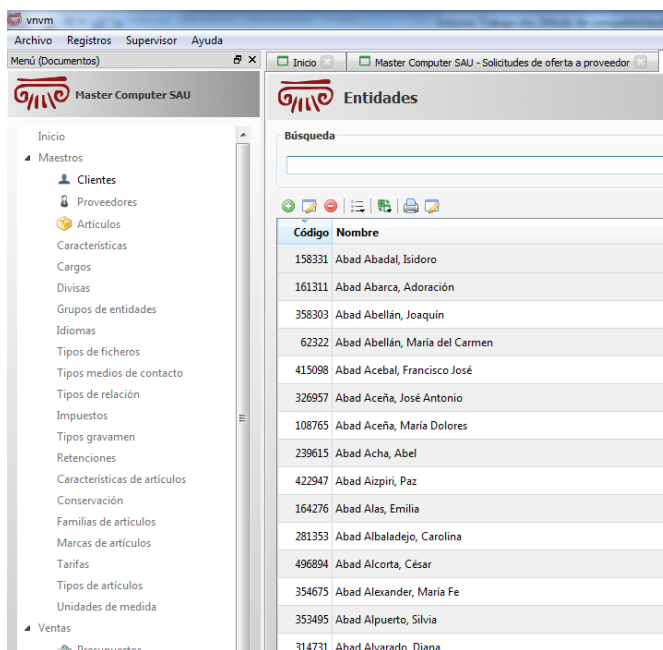 vnvm
Archivo Registros Supervisor Ayuda
Menú (Documentos)
Inicio
Master Computer SAU - Solicitudes de oferta a proveedor
Master Computer SAU
Entidades
Inicio
Maestros
Clientes
Proveedores
Artículos
Características
Cargos
Divisas
Grupos de entidades
Idiomas
Tipos de ficheros
Tipos medios de contacto
Tipos de relación
Impuestos
Tipos gravamen
Retenciones
Características de artículos
Conservación
Familias de artículos
Marcas de artículos
Tarifas
Tipos de artículos
Unidades de medida
Ventas
Presupuestos
Búsqueda
Código Nombre
158331 Abad Abadal, Isidoro
161311 Abad Abarca, Adoración
358303 Abad Abellán, Joaquín
62322 Abad Abellán, María del Carmen
415098 Abad Acebal, Francisco José
326957 Abad Aceña, José Antonio
108765 Abad Aceña, María Dolores
239615 Abad Acha, Abel
422947 Abad Aizpiri, Paz
164276 Abad Alas, Emilia
281353 Abad Albaladejo, Carolina
496894 Abad Alcorta, César
354675 Abad Alexander, María Fe
353495 Abad Alpuerto, Silvia
314731 Abad Alvarado, Diana